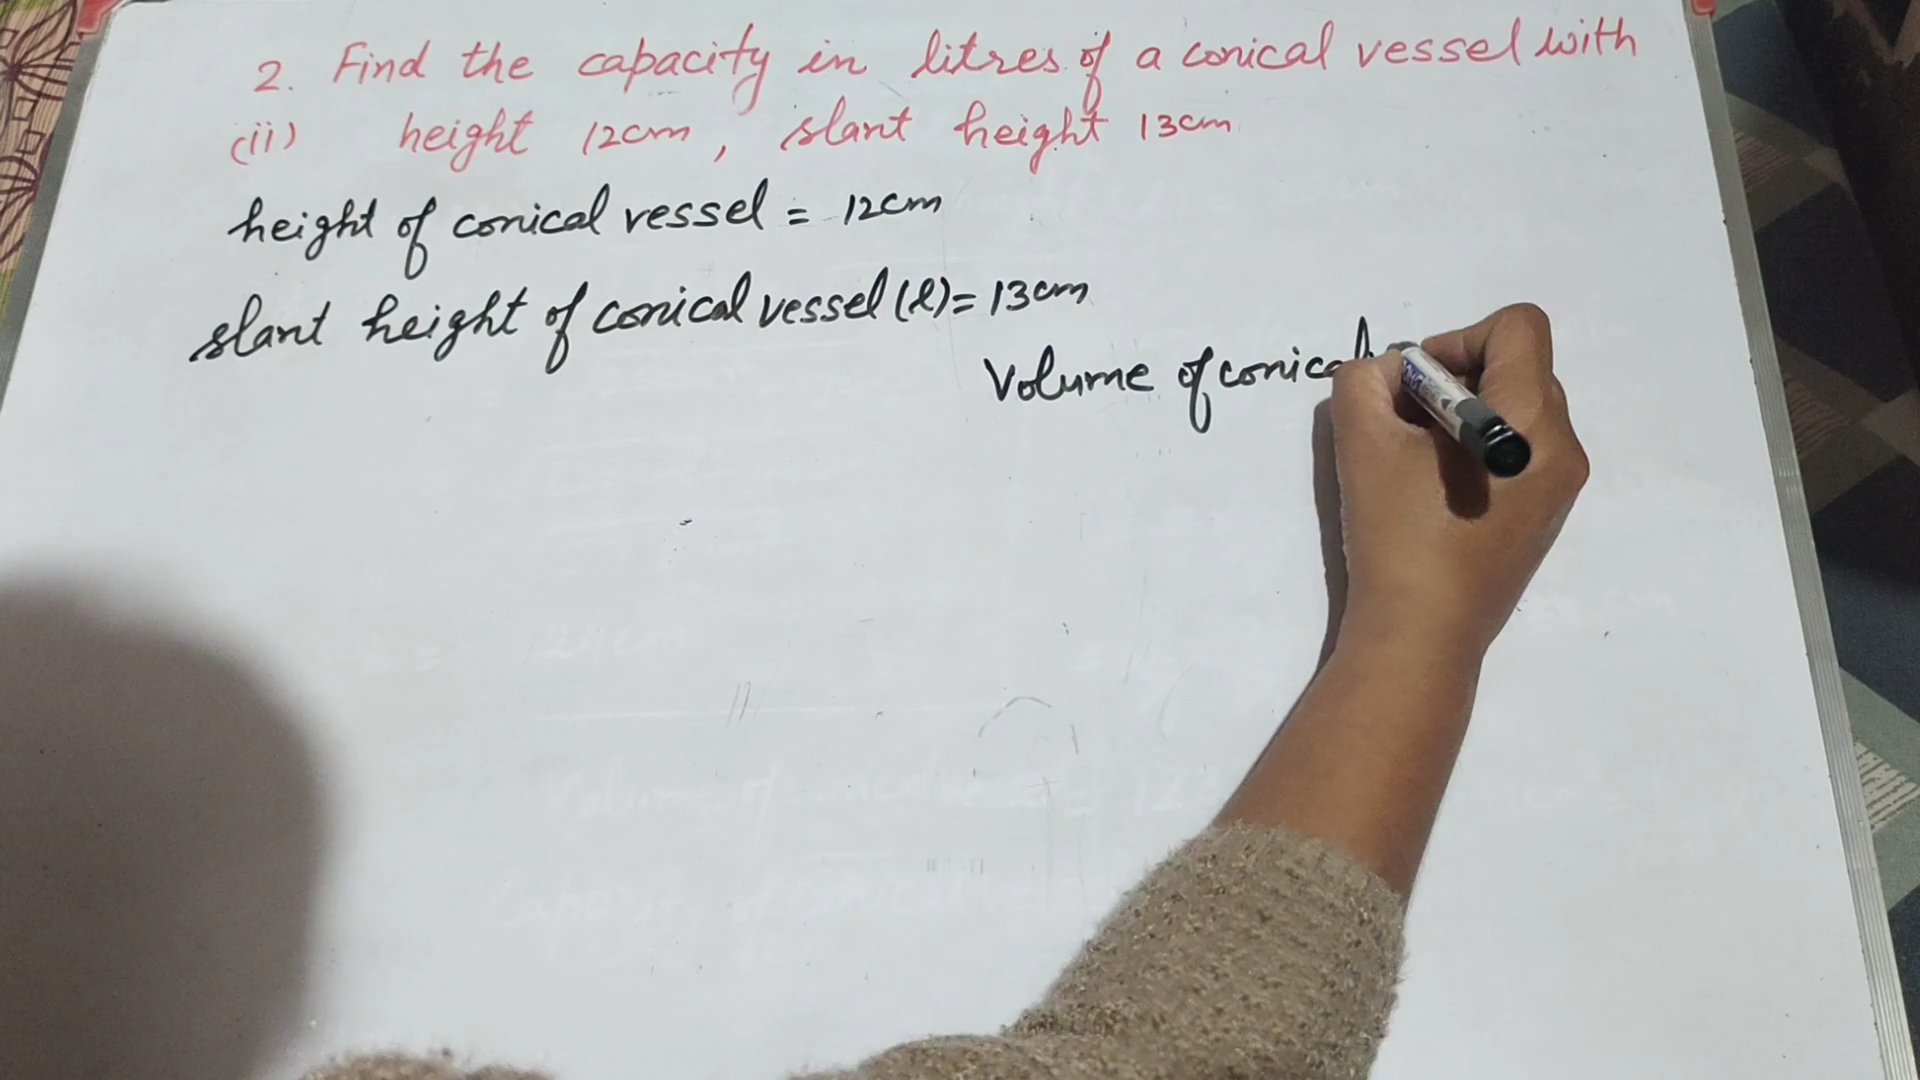 2. Find the capacity in litres of a conical vessel with
(ii) height 12cm, slant height 13cm
height of conical vessel = 12cm
slant height of conical vessel (l) = 13cm
Volume of conical